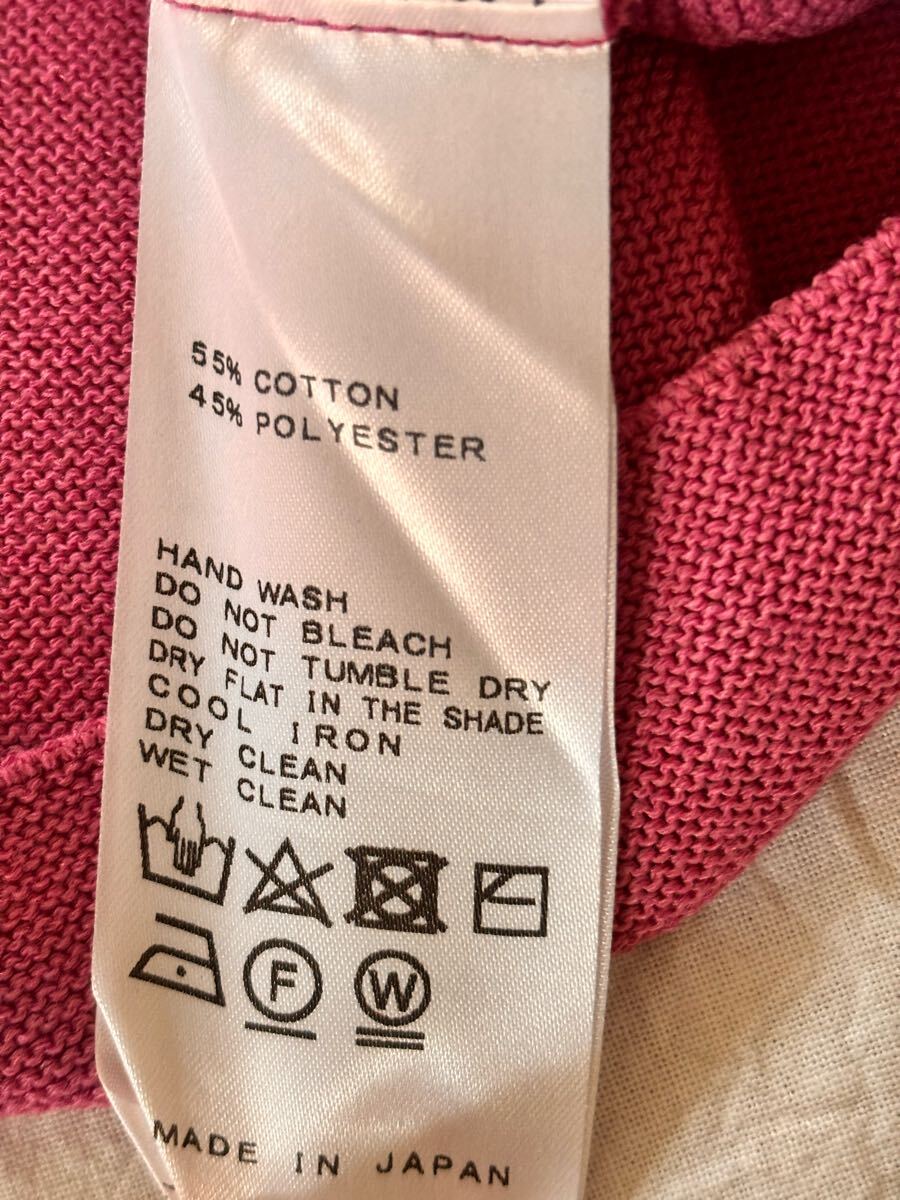 55% COTTON
45% POLYESTER
HAND WASH
DO NOT BLEACH
DO NOT TUMBLE DRY
DRY FLAT IN THE SHADE
COOL IRON
DRY CLEAN
WET CLEAN
F W
MADE IN JAPAN